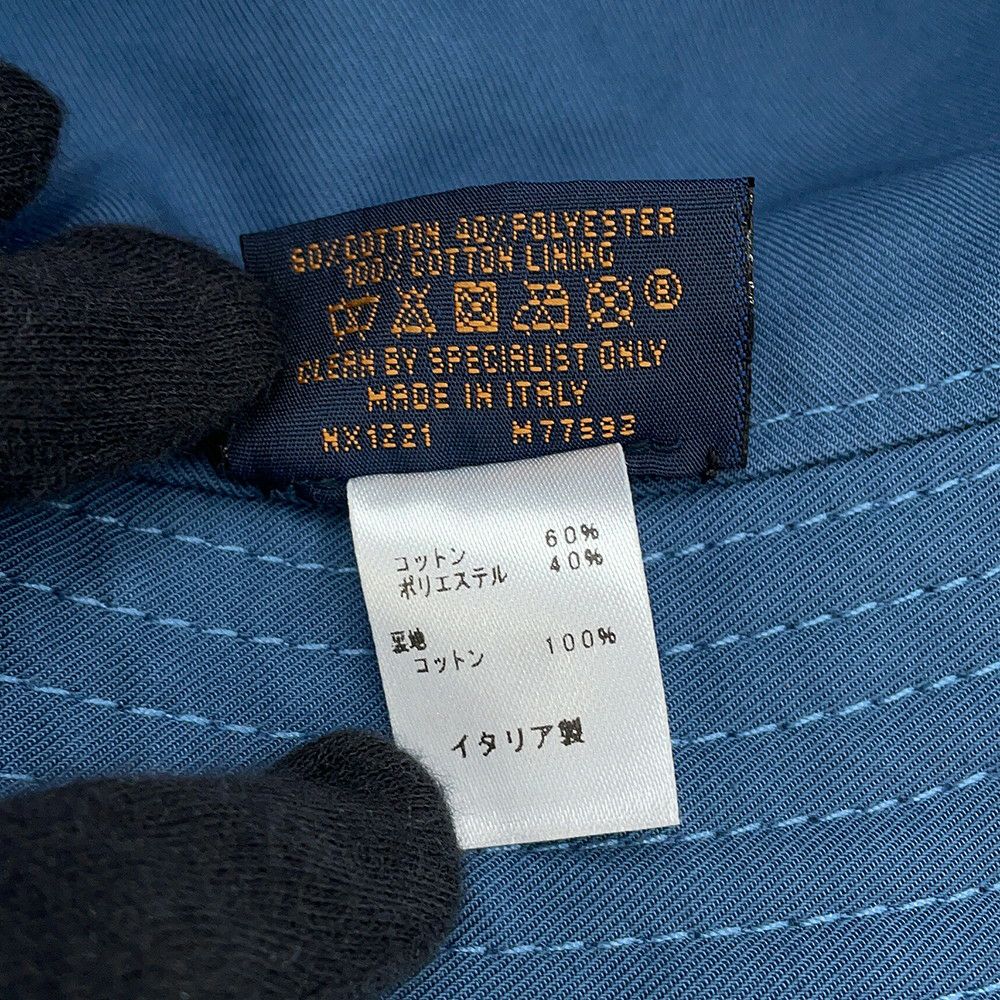 60%COTTON 40%POLYESTER
100%COTTON LINING
CLEAN BY SPECIALIST ONLY
MADE IN ITALY
NX1221
コットン 60%
ポリエステル 40%
裏地
コットン 100%
イタリア製